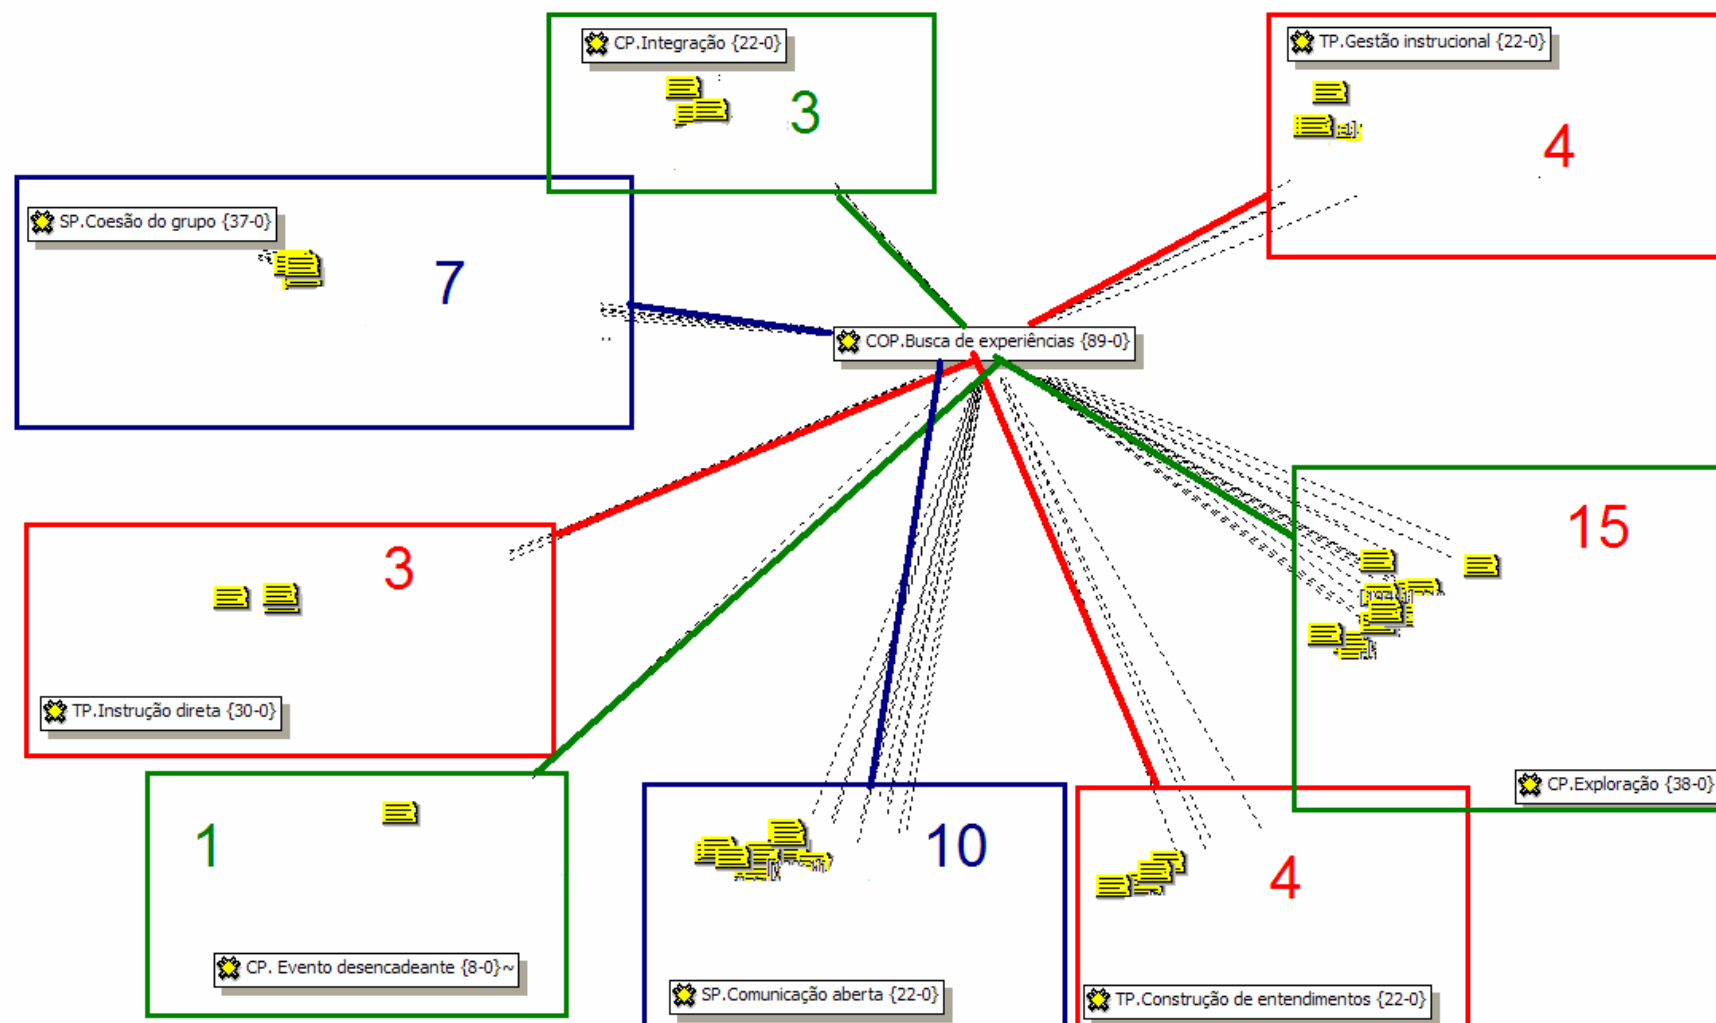 CP.Integração {22-0}
3
TP.Gestão instrucional {22-0}
4
SP.Coesão do grupo {37-0}
7
COP.Busca de experiências {89-0}
3
TP.Instrução direta {30-0}
15
CP.Exploração {38-0}
1
CP. Evento desencadeante {8-0}~
10
SP.Comunicação aberta {22-0}
4
TP.Construção de entendimentos {22-0}